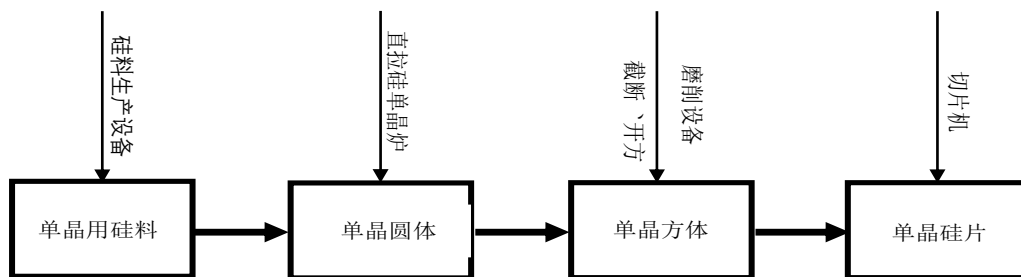 硅料生产设备
直拉硅单晶炉
磨削设备
截断、开方
切片机
单晶用硅料
单晶圆体
单晶方体
单晶硅片